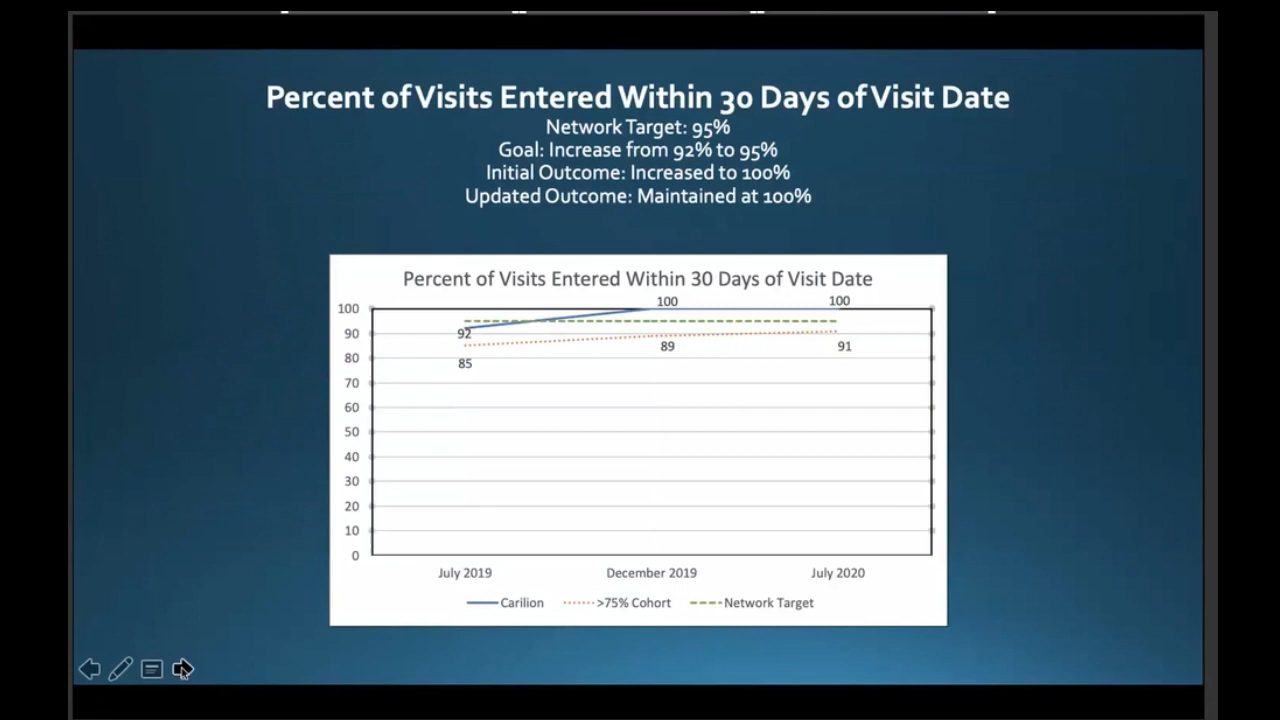 Percent of Visits Entered Within 30 Days of Visit Date
Network Target: 95%
Goal: Increase from 92% to 95%
Initial Outcome: Increased to 100%
Updated Outcome: Maintained at 100%
Percent of Visits Entered Within 30 Days of Visit Date
100
100
100
90
92
89
91
80
85
70
60
50
40
30
20
10
0
July 2019
December 2019
July 2020
Carilion
>75% Cohort
Network Target